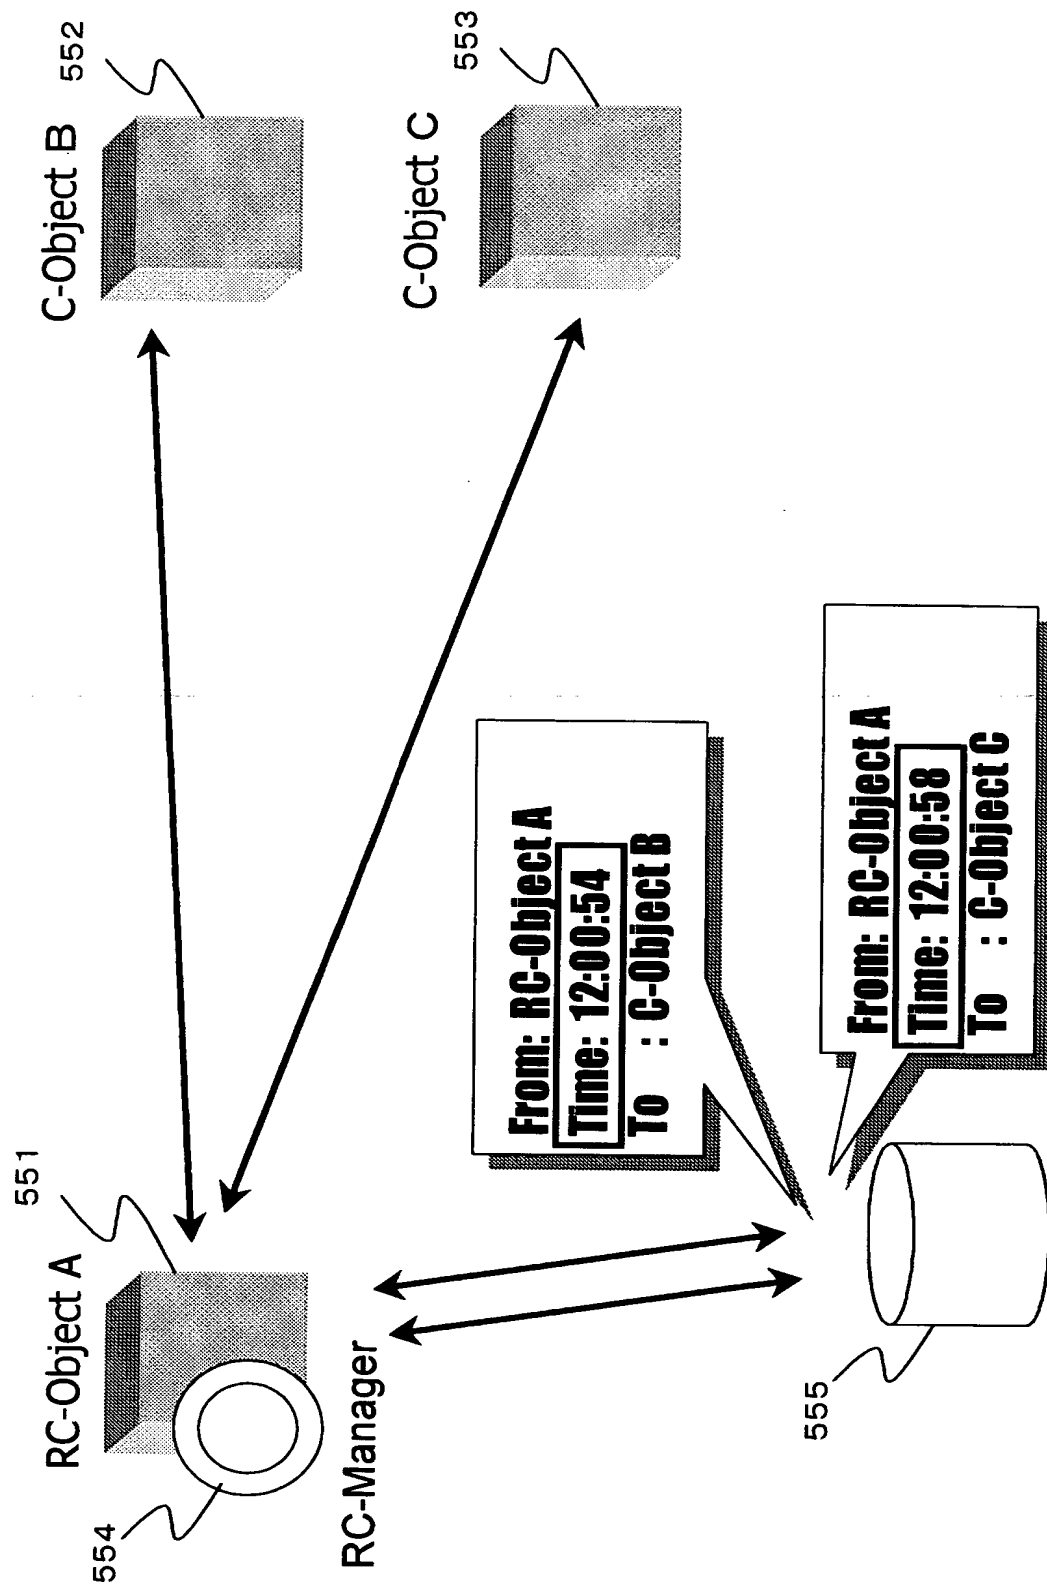 RC-Object A
551
554
RC-Manager
C-Object B
552
C-Object C
553
From: RC-Object A
Time: 12:00:54
To : C-Object B
From: RC-Object A
Time: 12:00:58
To : C-Object C
555